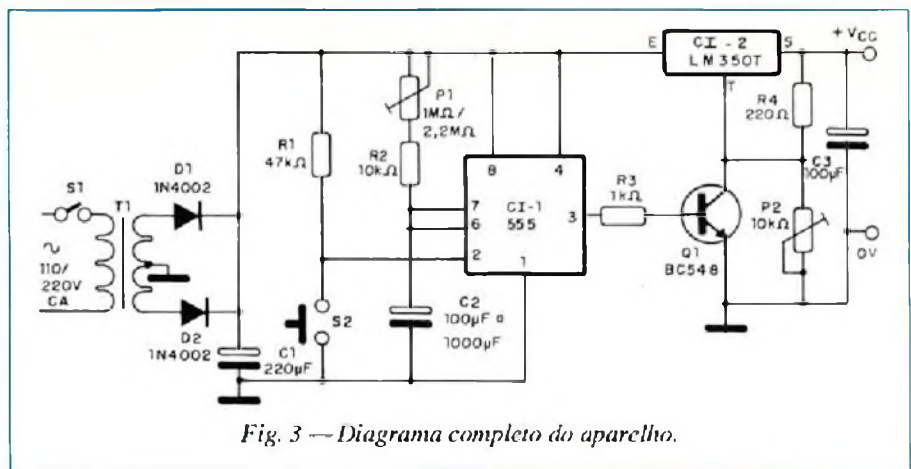 E
CI-2
LM350T
S
+VCC
T
P1
1MΩ/
2,2MΩ
R4
220Ω
R1
47kΩ
R2
10kΩ
8
4
C3
100µF
D1
1N4002
S1
T1
7
6
2
CI-1
555
3
1
R3
1kΩ
P2
10kΩ
Q1
BC548
0V
110/
220V
CA
S2
C2
100µF a
1000µF
D2
1N4002
C1
220µF
Fig. 3 — Diagrama completo do aparelho.